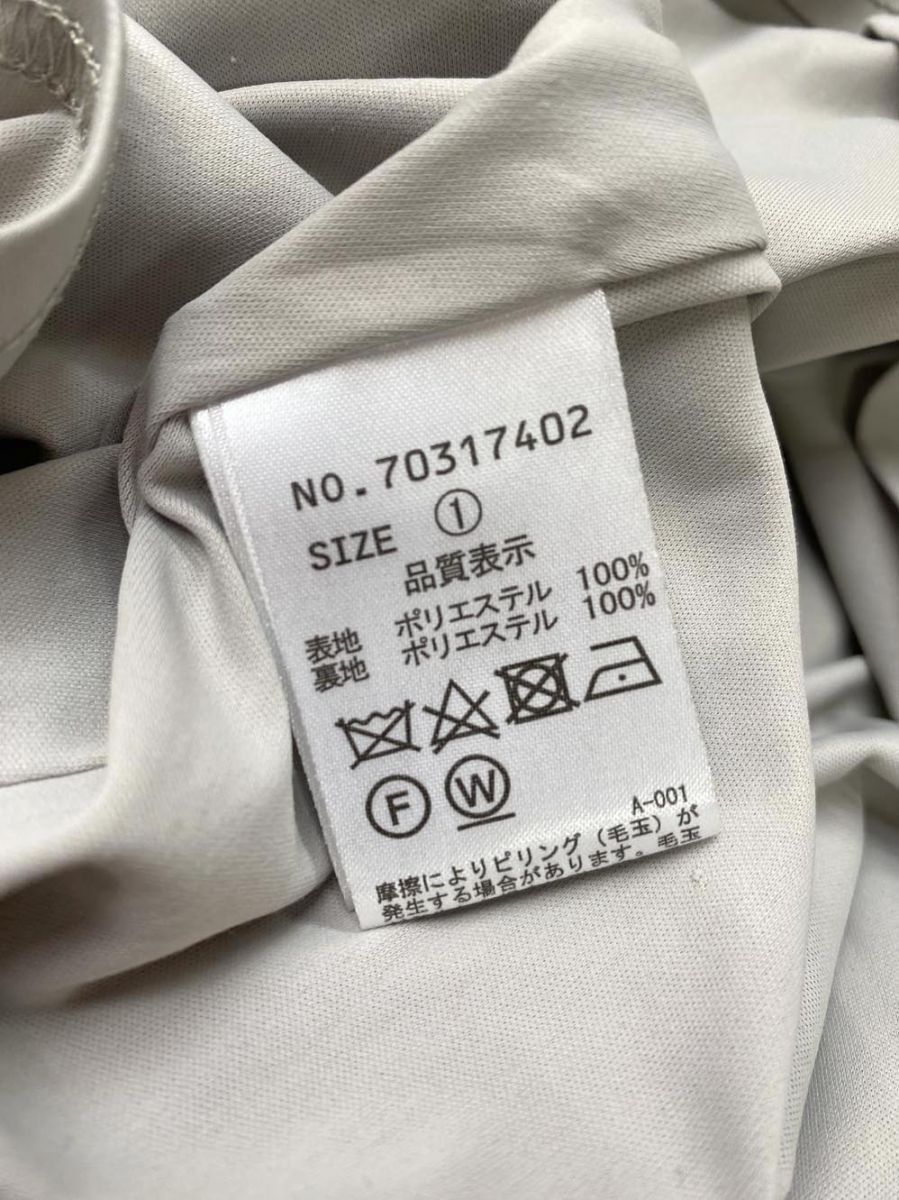 NO.70317402
SIZE ①
品質表示
表地 ポリエステル 100%
裏地 ポリエステル 100%
F W
A-001
摩擦によりピリング(毛玉)が
発生する場合があります。毛玉